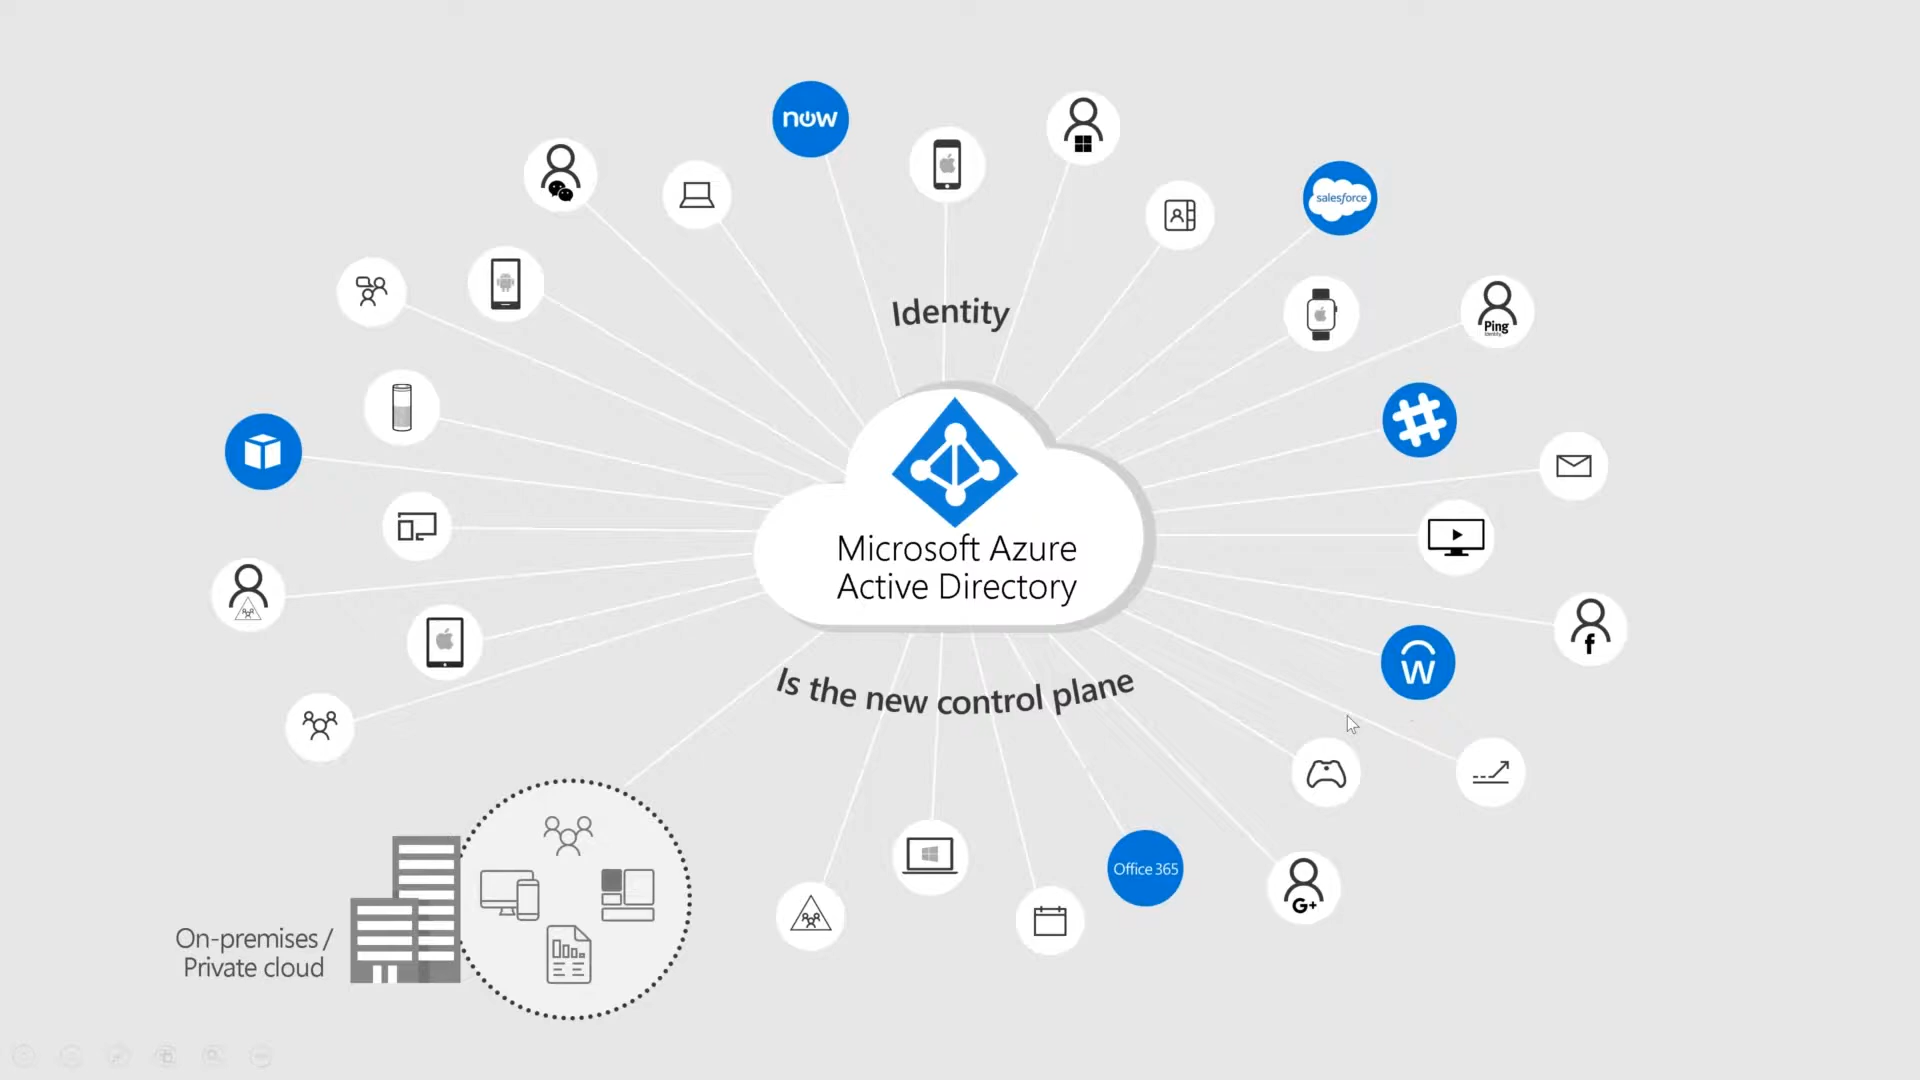 now
salesforce
Identity
Ping
Identity
Microsoft Azure
Active Directory
f
W
Is the new control plane
Office 365
G+
On-premises /
Private cloud